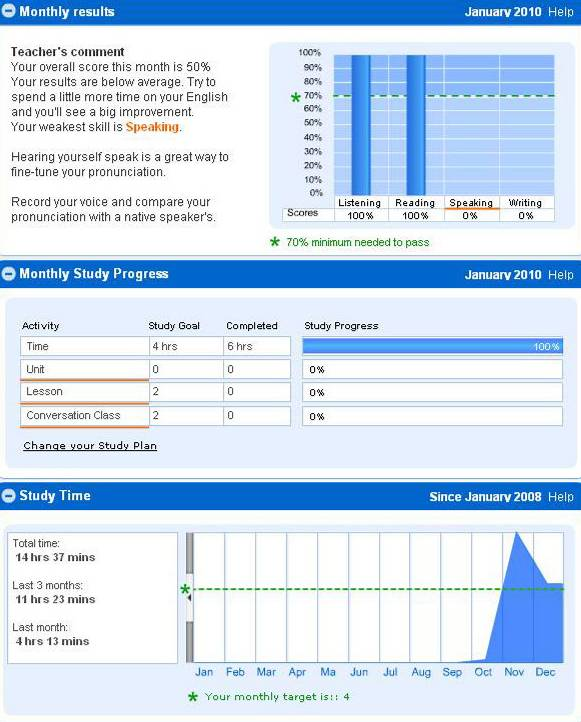 Monthly results January 2010 Help
Teacher's comment
Your overall score this month is 50%
Your results are below average. Try to
spend a little more time on your English
and you'll see a big improvement.
Your weakest skill is Speaking.
Hearing yourself speak is a great way to
fine-tune your pronunciation.
Record your voice and compare your
pronunciation with a native speaker's.
100%
90%
80%
* 70%
60%
50%
40%
30%
20%
10%
0%
Listening Reading Speaking Writing
Scores 100% 100% 0% 0%
* 70% minimum needed to pass
Monthly Study Progress January 2010 Help
Activity Study Goal Completed Study Progress
Time 4 hrs 6 hrs 100%
Unit 0 0 0%
Lesson 2 0 0%
Conversation Class 2 0 0%
Change your Study Plan
Study Time Since January 2008 Help
Total time:
14 hrs 37 mins
Last 3 months:
11 hrs 23 mins
Last month:
4 hrs 13 mins
*
Jan Feb Mar Apr Ma Jun Jul Aug Sep Oct Nov Dec
* Your monthly target is:: 4